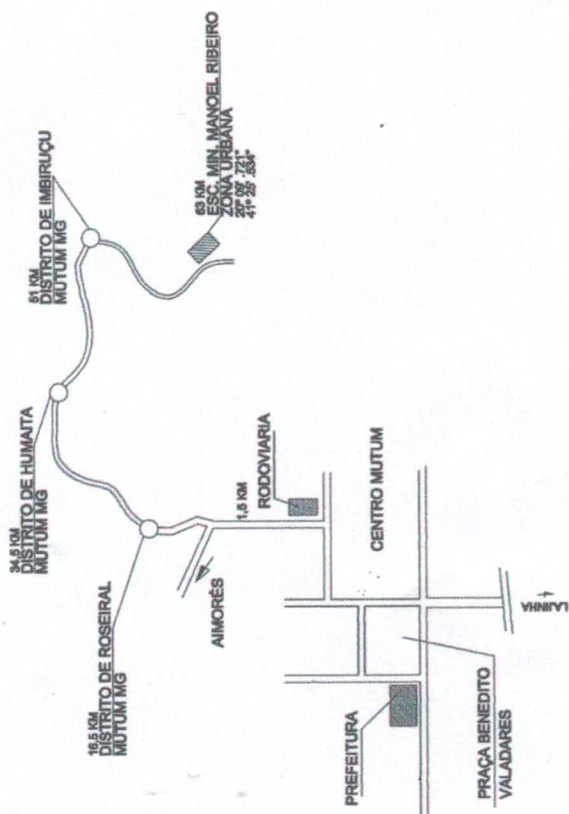 16,5 KM
DISTRITO DE ROSEIRAL
MUTUM MG
34,5 KM
DISTRITO DE HUMAITA
MUTUM MG
51 KM
DISTRITO DE IMBIRUÇU
MUTUM MG
63 KM
ESC. MIN. MANOEL RIBEIRO
ZONA URBANA
AIMORÉS
1,5 KM
RODOVIARIA
PREFEITURA
CENTRO MUTUM
PRAÇA BENEDITO
VALADARES
LAJINHA